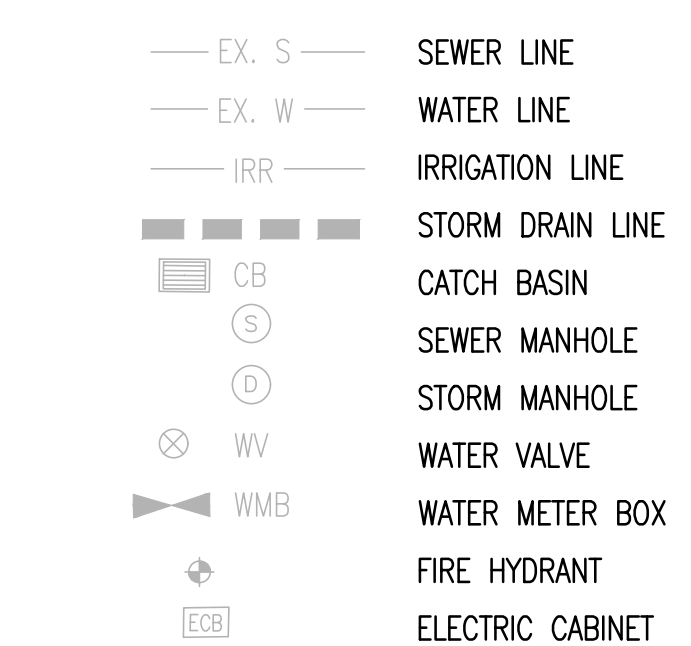 EX. S SEWER LINE
EX. W WATER LINE
IRR IRRIGATION LINE
STORM DRAIN LINE
CB CATCH BASIN
S SEWER MANHOLE
D STORM MANHOLE
WV WATER VALVE
WMB WATER METER BOX
FIRE HYDRANT
ECB ELECTRIC CABINET